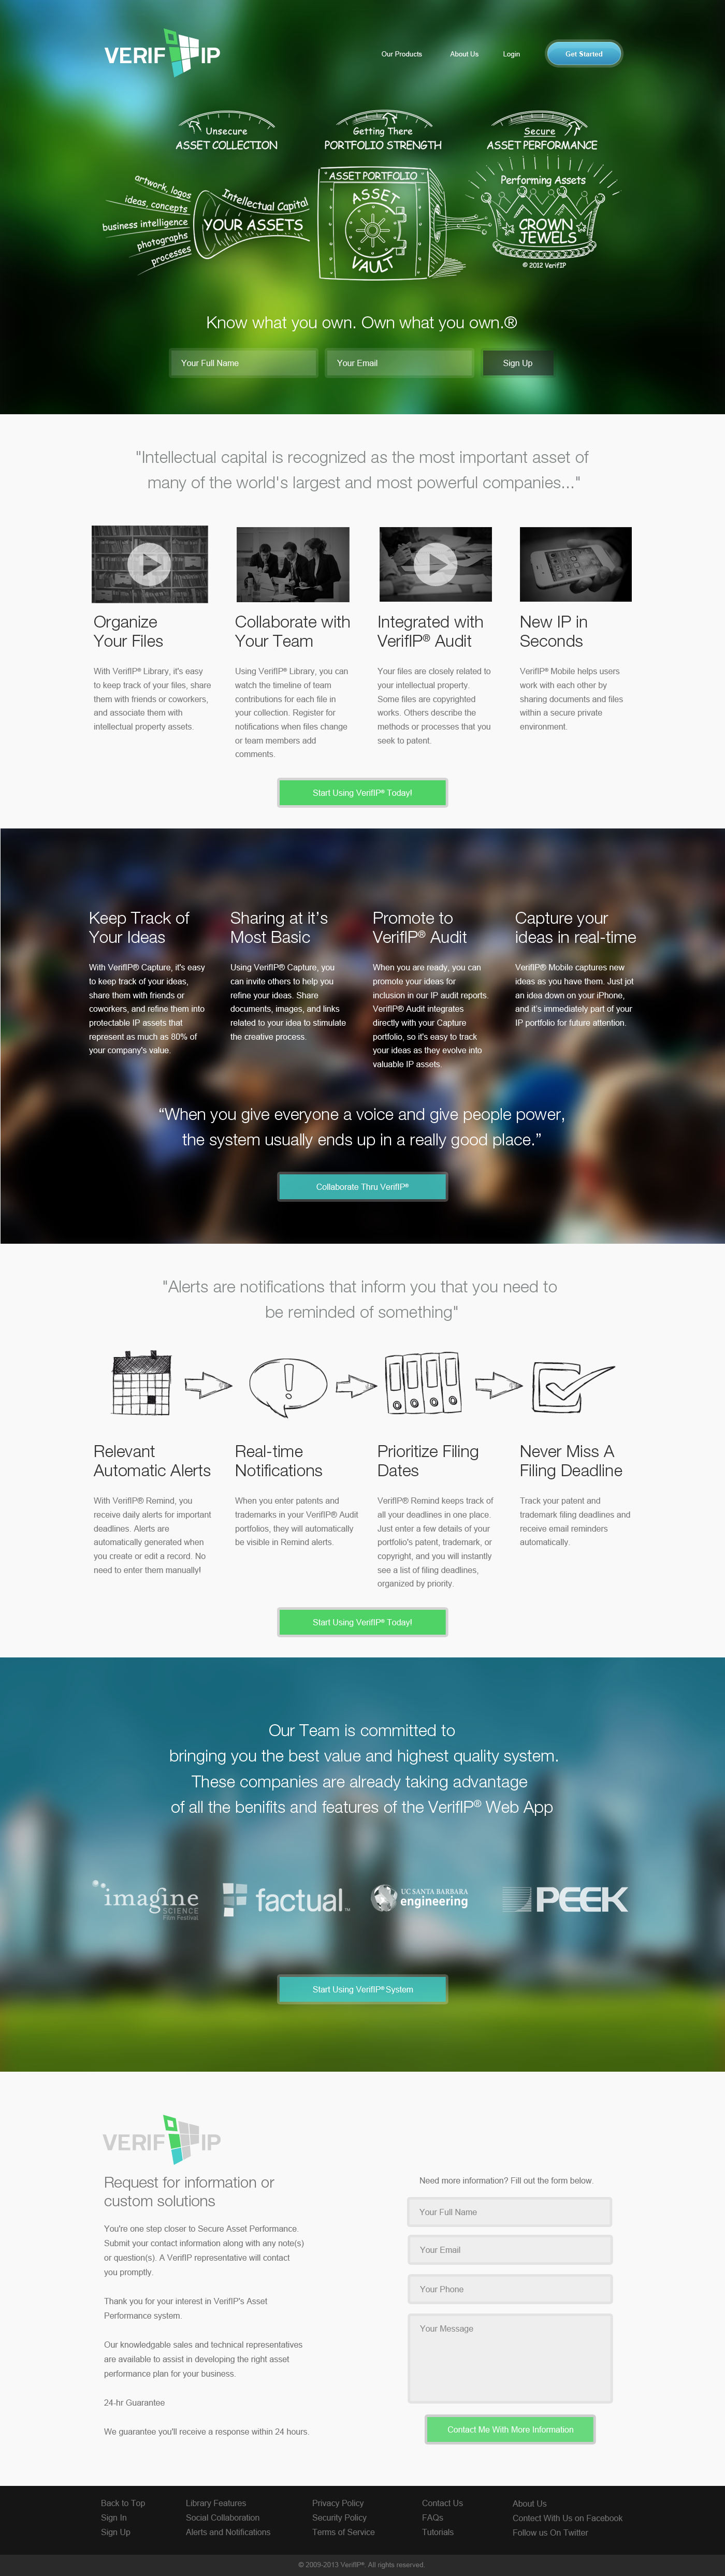 VERIF IP
Our Products
About Us
Login
Get Started
Unsecure
ASSET COLLECTION
Getting There
PORTFOLIO STRENGTH
Secure
ASSET PERFORMANCE
artwork, logos
ideas, concepts
business intelligence
photographs
processes
Intellectual Capital
YOUR ASSETS
ASSET PORTFOLIO
ASSET
VAULT
Performing Assets
CROWN
JEWELS
© 2012 VerifIP
Know what you own. Own what you own.®
Your Full Name
Your Email
Sign Up
"Intellectual capital is recognized as the most important asset of
many of the world's largest and most powerful companies..."
Organize
Your Files
With VerifIP® Library, it's easy
to keep track of your files, share
them with friends or coworkers,
and associate them with
intellectual property assets.
Collaborate with
Your Team
Using VerifIP® Library, you can
watch the timeline of team
contributions for each file in
your collection. Register for
notifications when files change
or team members add
comments.
Integrated with
VerifIP® Audit
Your files are closely related to
your intellectual property.
Some files are copyrighted
works. Others describe the
methods or processes that you
seek to patent.
New IP in
Seconds
VerifIP® Mobile helps users
work with each other by
sharing documents and files
within a secure private
environment.
Start Using VerifIP® Today!
Keep Track of
Your Ideas
With VerifIP® Capture, it's easy
to keep track of your ideas,
share them with friends or
coworkers, and refine them into
protectable IP assets that
represent as much as 80% of
your company's value.
Sharing at it's
Most Basic
Using VerifIP® Capture, you
can invite others to help you
refine your ideas. Share
documents, images, and links
related to your idea to stimulate
the creative process.
Promote to
VerifIP® Audit
When you are ready, you can
promote your ideas for
inclusion in our IP audit reports.
VerifIP® Audit integrates
directly with your Capture
portfolio, so it's easy to track
your ideas as they evolve into
valuable IP assets.
Capture your
ideas in real-time
VerifIP® Mobile captures new
ideas as you have them. Just jot
an idea down on your iPhone,
and it's immediately part of your
IP portfolio for future attention.
“When you give everyone a voice and give people power,
the system usually ends up in a really good place.”
Collaborate Thru VerifIP®
"Alerts are notifications that inform you that you need to
be reminded of something"
Relevant
Automatic Alerts
With VerifIP® Remind, you
receive daily alerts for important
deadlines. Alerts are
automatically generated when
you create or edit a record. No
need to enter them manually!
Real-time
Notifications
When you enter patents and
trademarks in your VerifIP® Audit
portfolios, they will automatically
be visible in Remind alerts.
Prioritize Filing
Dates
VerifIP® Remind keeps track of
all your deadlines in one place.
Just enter a few details of your
portfolio's patent, trademark, or
copyright, and you will instantly
see a list of filing deadlines,
organized by priority.
Never Miss A
Filing Deadline
Track your patent and
trademark filing deadlines and
receive email reminders
automatically.
Start Using VerifIP® Today!
Our Team is committed to
bringing you the best value and highest quality system.
These companies are already taking advantage
of all the benifits and features of the VerifIP® Web App
imagine
SCIENCE
Film Festival
factual™
UC SANTA BARBARA
engineering
PEEK
Start Using VerifIP® System
VERIF IP
Request for information or
custom solutions
You're one step closer to Secure Asset Performance.
Submit your contact information along with any note(s)
or question(s). A VerifIP representative will contact
you promptly.
Thank you for your interest in VerifIP's Asset
Performance system.
Our knowledgable sales and technical representatives
are available to assist in developing the right asset
performance plan for your business.
24-hr Guarantee
We guarantee you'll receive a response within 24 hours.
Need more information? Fill out the form below.
Your Full Name
Your Email
Your Phone
Your Message
Contact Me With More Information
Back to Top
Sign In
Sign Up
Library Features
Social Collaboration
Alerts and Notifications
Privacy Policy
Security Policy
Terms of Service
Contact Us
FAQs
Tutorials
About Us
Contect With Us on Facebook
Follow us On Twitter
© 2009-2013 VerifIP®. All rights reserved.